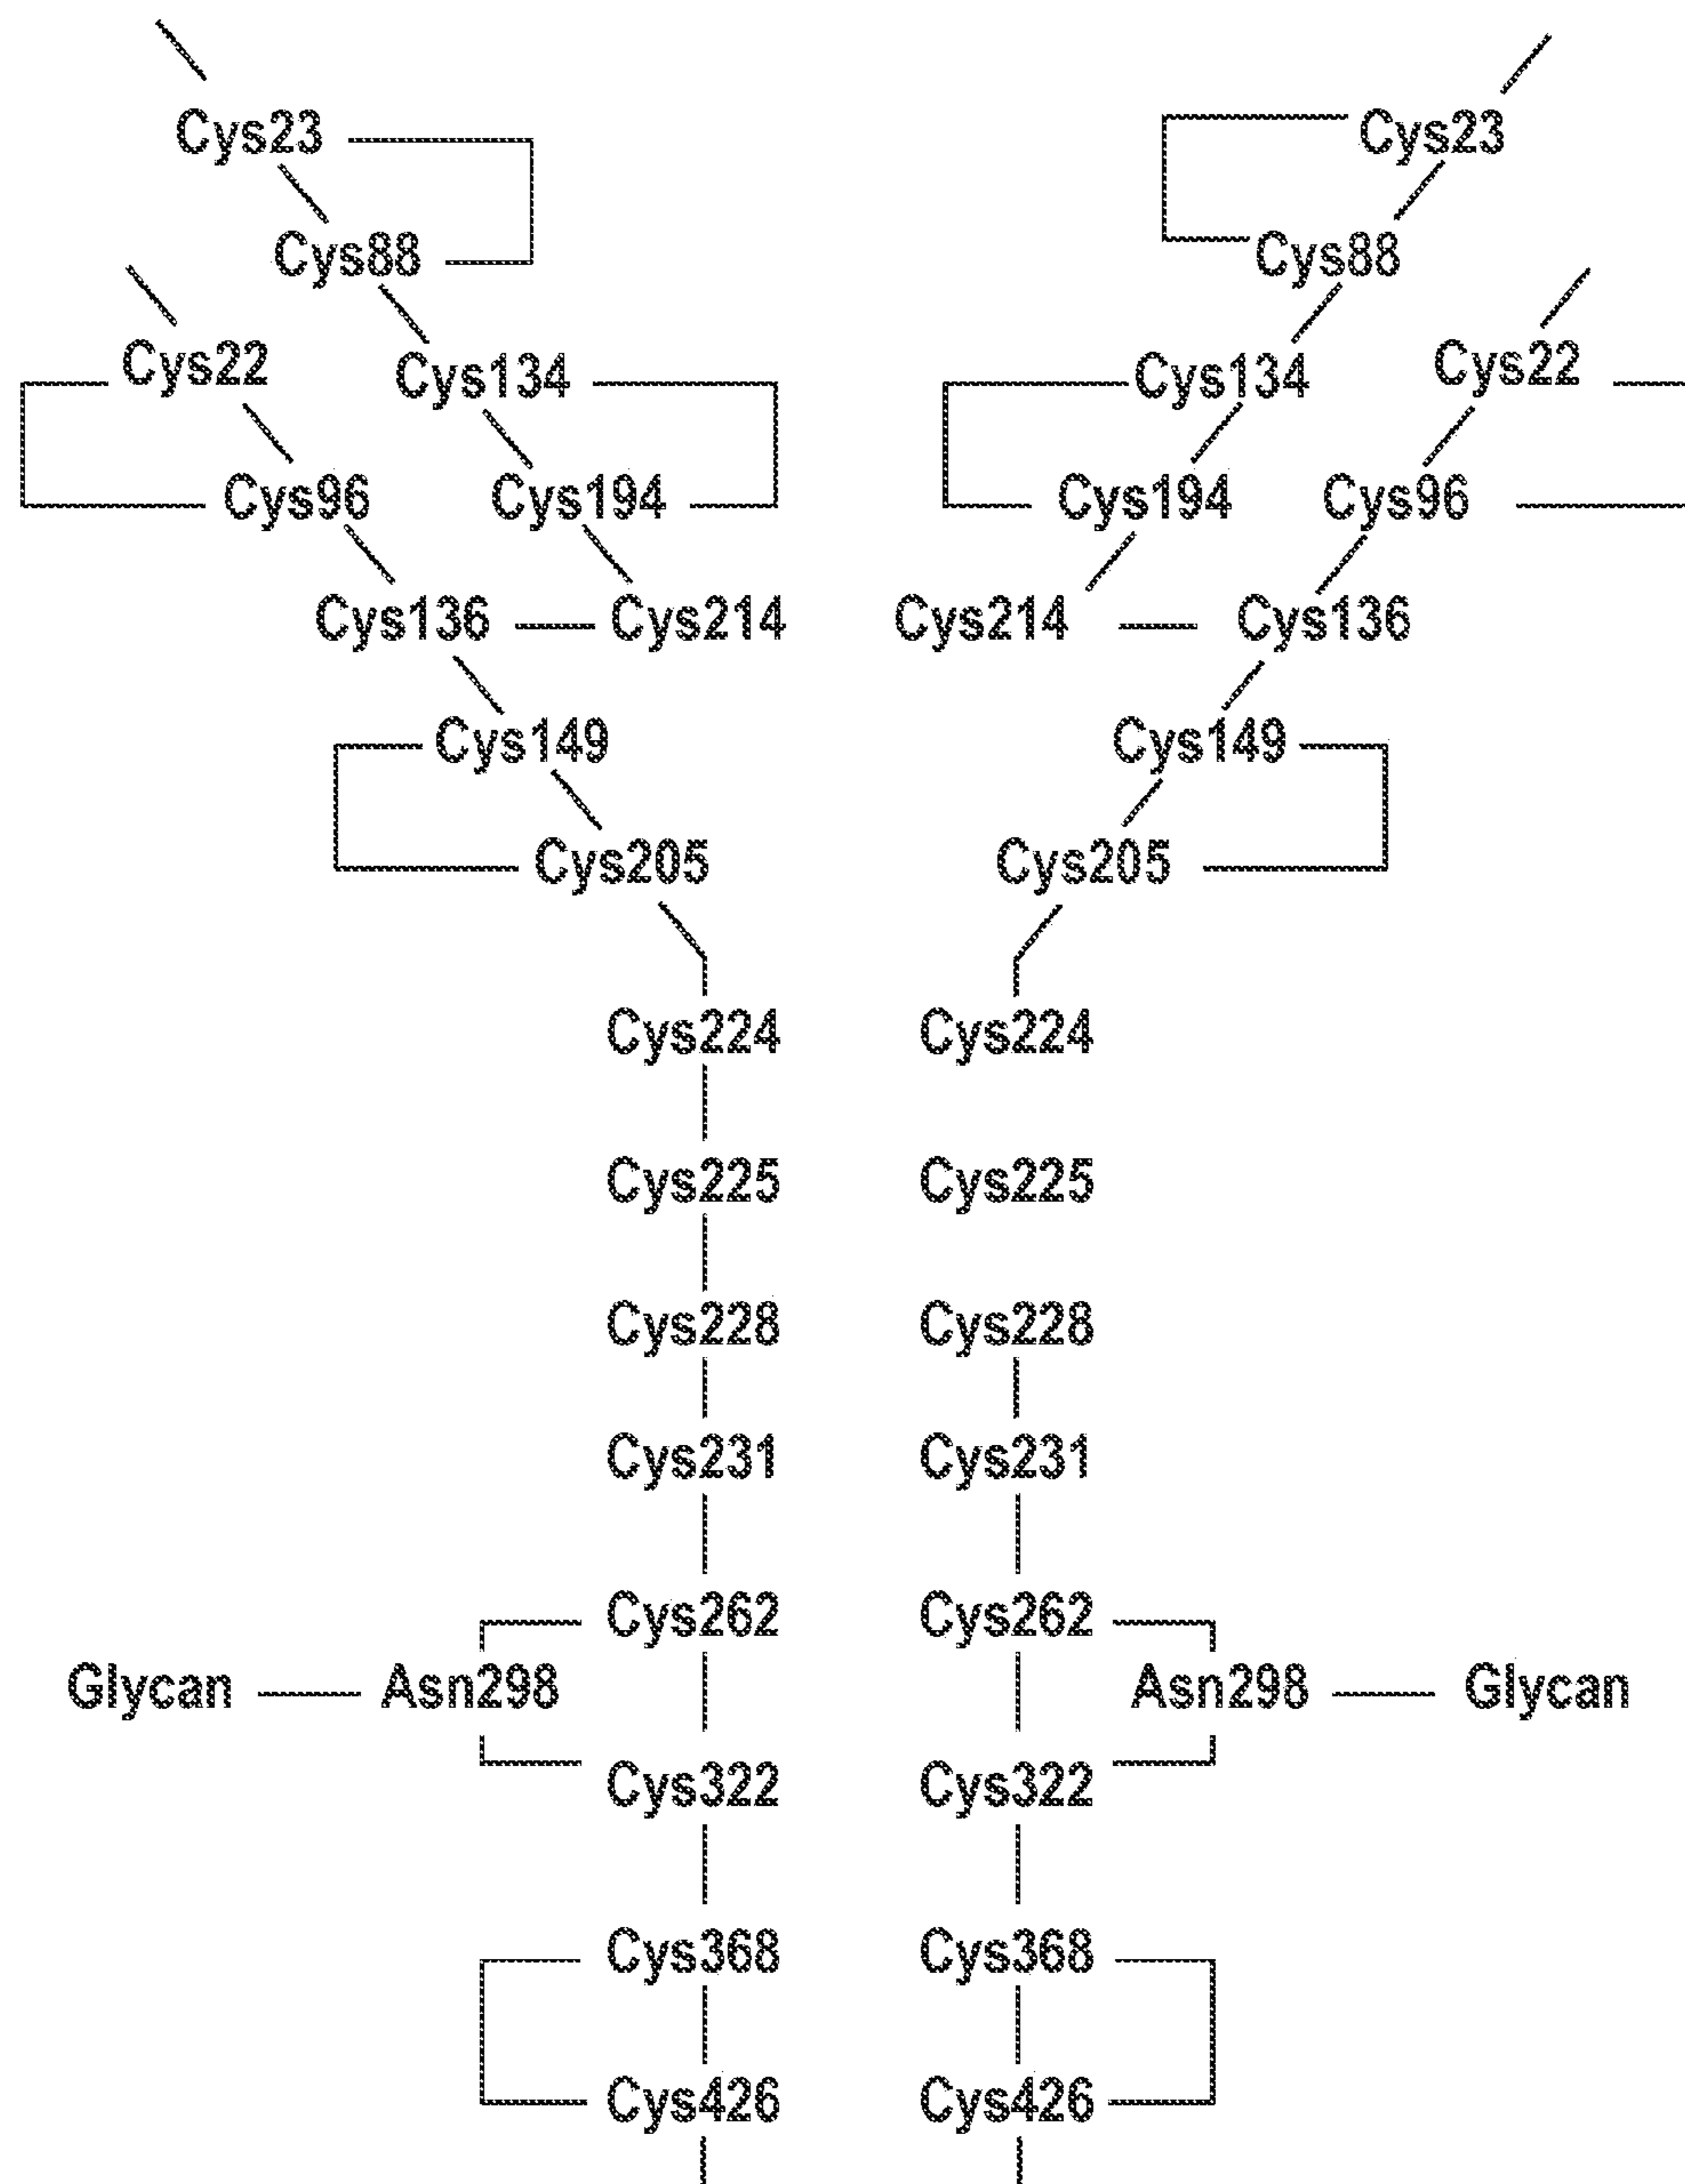 Cys23 Cys23
Cys88 Cys88
Cys22 Cys134 Cys134 Cys22
Cys96 Cys194 Cys194 Cys96
Cys136 Cys214 Cys214 Cys136
Cys149 Cys149
Cys205 Cys205
Cys224 Cys224
Cys225 Cys225
Cys228 Cys228
Cys231 Cys231
Cys262 Cys262
Glycan Asn298 Asn298 Glycan
Cys322 Cys322
Cys368 Cys368
Cys426 Cys426